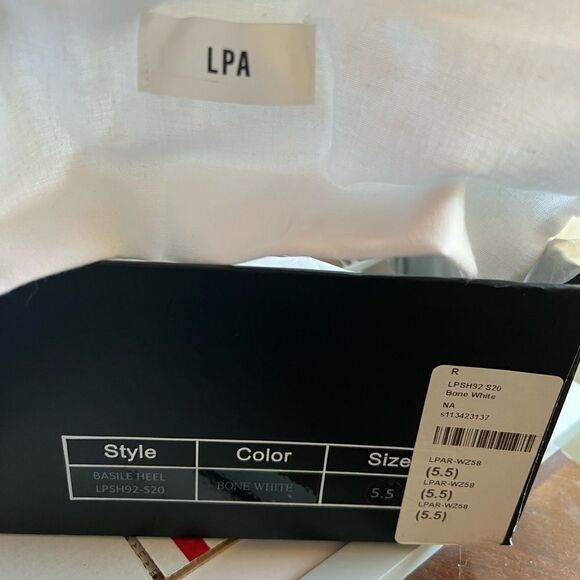 LPA
R
LPSH92 S20
Bone White
NA
s113423137
LPAR-WZ58
(5.5)
LPAR-WZ58
(5.5)
LPAR-WZ58
(5.5)
Style Color Size
BASILE HEEL
LPSH92-S20 BONE WHITE 5.5